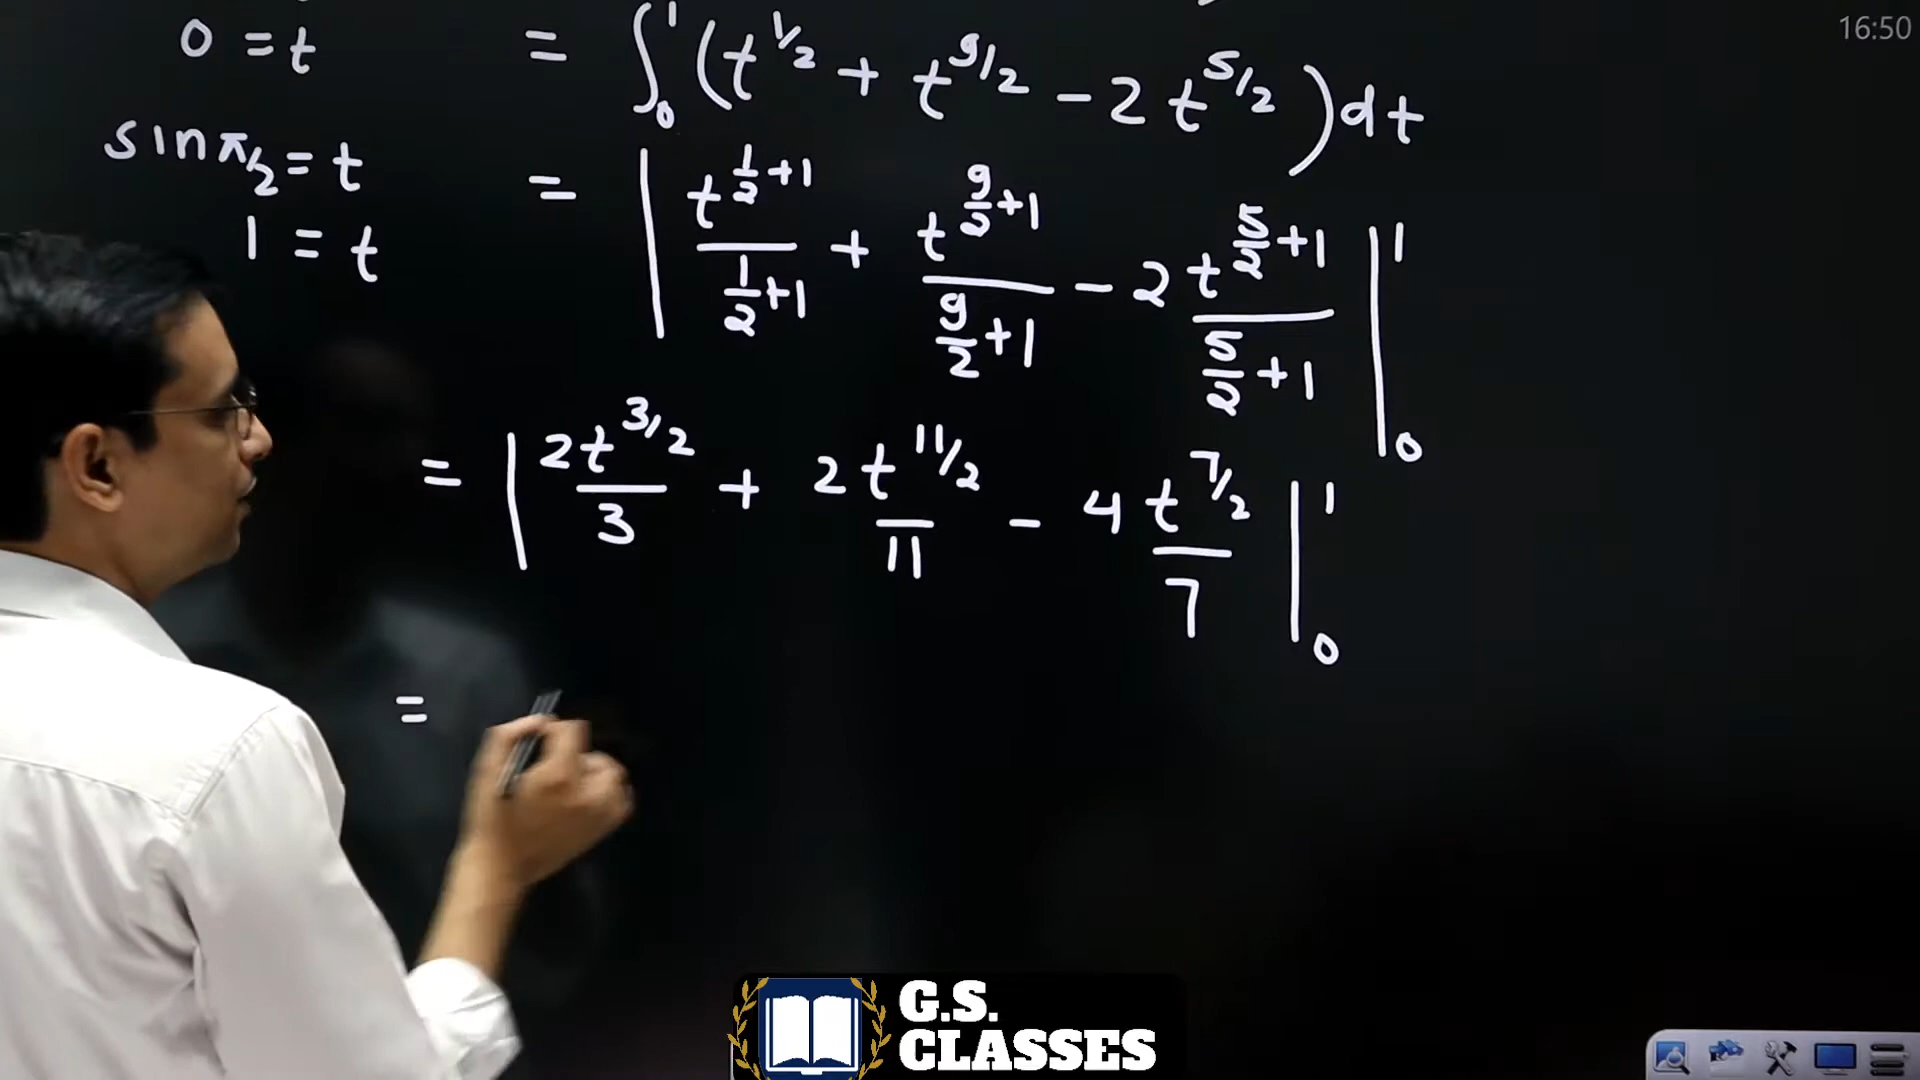 16:50
0 = t
= ∫₀¹ (t^1/2 + t^9/2 − 2 t^5/2) dt
sin π/2 = t
1 = t
= | t^(1/2+1) / (1/2+1) + t^(9/2+1) / (9/2+1) − 2 t^(5/2+1) / (5/2+1) |₀¹
= | 2t^3/2 / 3 + 2t^11/2 / 11 − 4t^7/2 / 7 |₀¹
=
G.S.
CLASSES